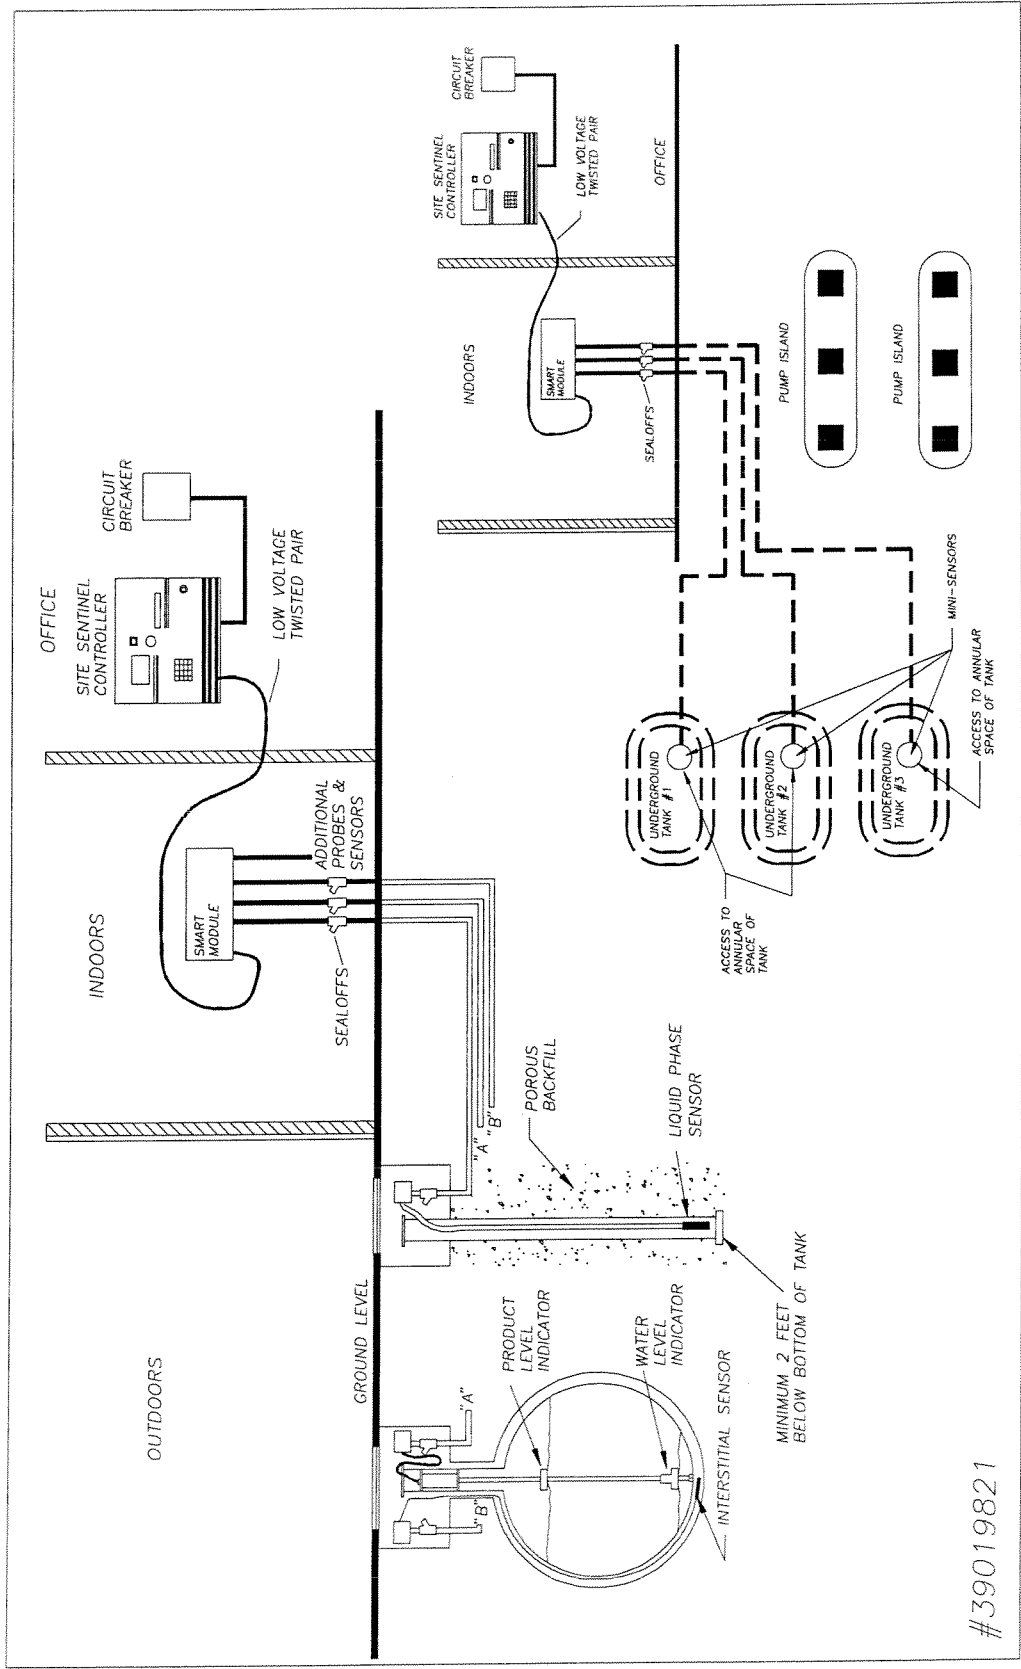 OUTDOORS
INDOORS
OFFICE
SITE SENTINEL
CONTROLLER
CIRCUIT
BREAKER
LOW VOLTAGE
TWISTED PAIR
SMART
MODULE
SEALOFFS
ADDITIONAL
PROBES &
SENSORS
GROUND LEVEL
"B"
"A"
"A"
"B"
PRODUCT
LEVEL
INDICATOR
WATER
LEVEL
INDICATOR
INTERSTITIAL SENSOR
POROUS
BACKFILL
LIQUID PHASE
SENSOR
MINIMUM 2 FEET
BELOW BOTTOM OF TANK
#39019821
INDOORS
SITE SENTINEL
CONTROLLER
CIRCUIT
BREAKER
LOW VOLTAGE
TWISTED PAIR
OFFICE
SMART
MODULE
SEALOFFS
UNDERGROUND
TANK #1
UNDERGROUND
TANK #2
UNDERGROUND
TANK #3
ACCESS TO
ANNULAR
SPACE OF
TANK
MINI-SENSORS
ACCESS TO ANNULAR
SPACE OF TANK
PUMP ISLAND
PUMP ISLAND